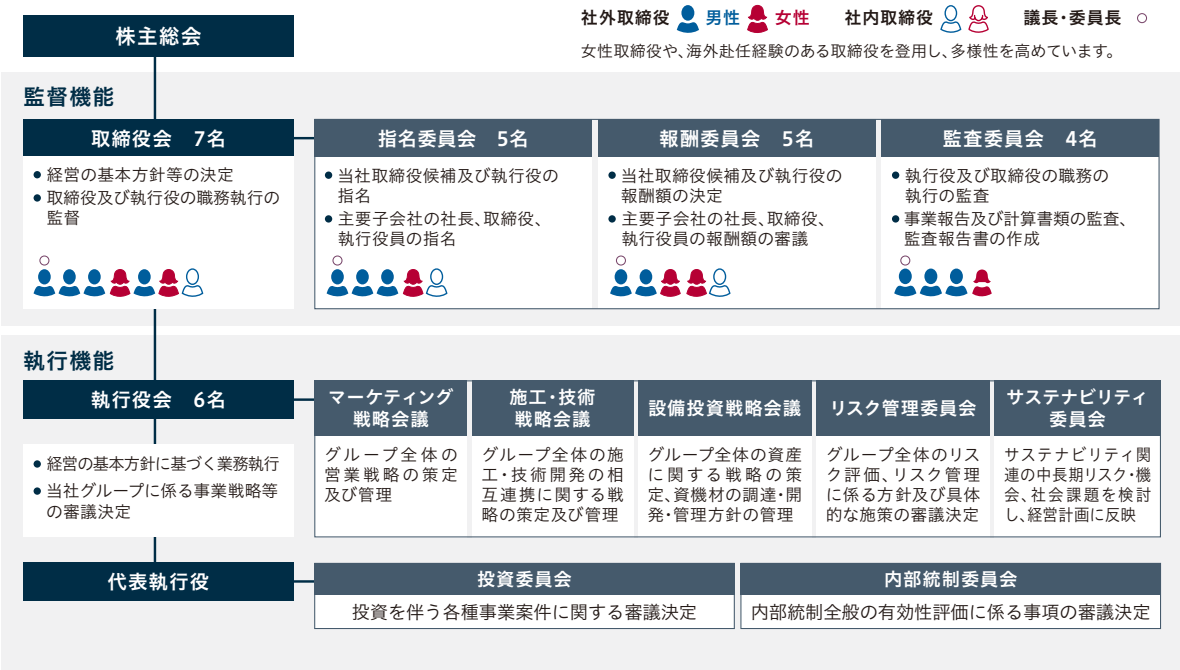 株主総会
社外取締役 男性 女性 社内取締役 議長・委員長 ○
女性取締役や、海外赴任経験のある取締役を登用し、多様性を高めています。
監督機能
取締役会 7名
● 経営の基本方針等の決定
● 取締役及び執行役の職務執行の
監督
指名委員会 5名
● 当社取締役候補及び執行役の
指名
● 主要子会社の社長、取締役、
執行役員の指名
報酬委員会 5名
● 当社取締役候補及び執行役の
報酬額の決定
● 主要子会社の社長、取締役、
執行役員の報酬額の審議
監査委員会 4名
● 執行役及び取締役の職務の
執行の監査
● 事業報告及び計算書類の監査、
監査報告書の作成
執行機能
執行役会 6名
● 経営の基本方針に基づく業務執行
● 当社グループに係る事業戦略等
の審議決定
マーケティング
戦略会議
グループ全体の
営業戦略の策定
及び管理
施工・技術
戦略会議
グループ全体の施
工・技術開発の相
互連携に関する戦
略の策定及び管理
設備投資戦略会議
グループ全体の資産
に関する戦略の策
定、資機材の調達・開
発・管理方針の管理
リスク管理委員会
グループ全体のリス
ク評価、リスク管理
に係る方針及び具体
的な施策の審議決定
サステナビリティ
委員会
サステナビリティ関
連の中長期リスク・機
会、社会課題を検討
し、経営計画に反映
代表執行役
投資委員会
投資を伴う各種事業案件に関する審議決定
内部統制委員会
内部統制全般の有効性評価に係る事項の審議決定